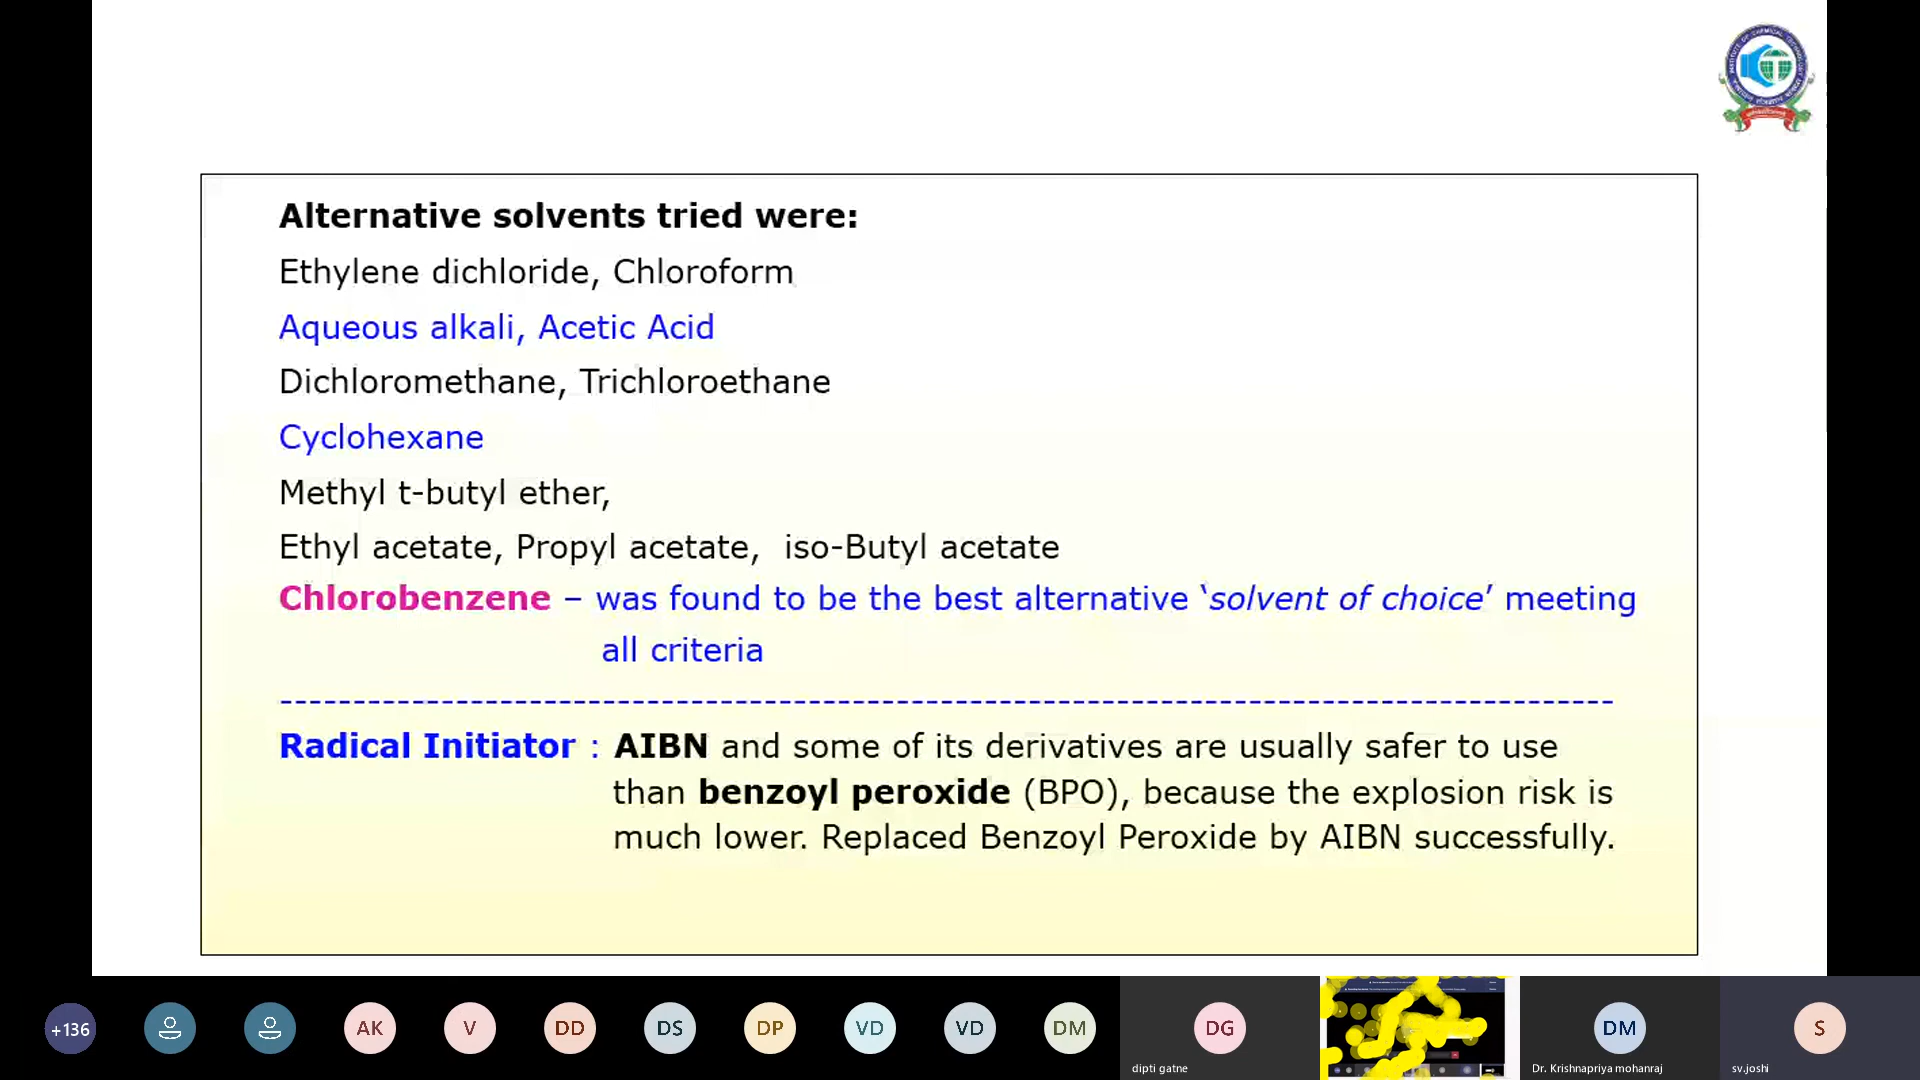 Alternative solvents tried were:
Ethylene dichloride, Chloroform
Aqueous alkali, Acetic Acid
Dichloromethane, Trichloroethane
Cyclohexane
Methyl t-butyl ether,
Ethyl acetate, Propyl acetate,  iso-Butyl acetate
Chlorobenzene – was found to be the best alternative ‘solvent of choice’ meeting
all criteria
Radical Initiator : AIBN and some of its derivatives are usually safer to use
than benzoyl peroxide (BPO), because the explosion risk is
much lower. Replaced Benzoyl Peroxide by AIBN successfully.
+136 AK V DD DS DP VD VD DM DG DM S
dipti gatne Dr. Krishnapriya mohanraj sv.joshi